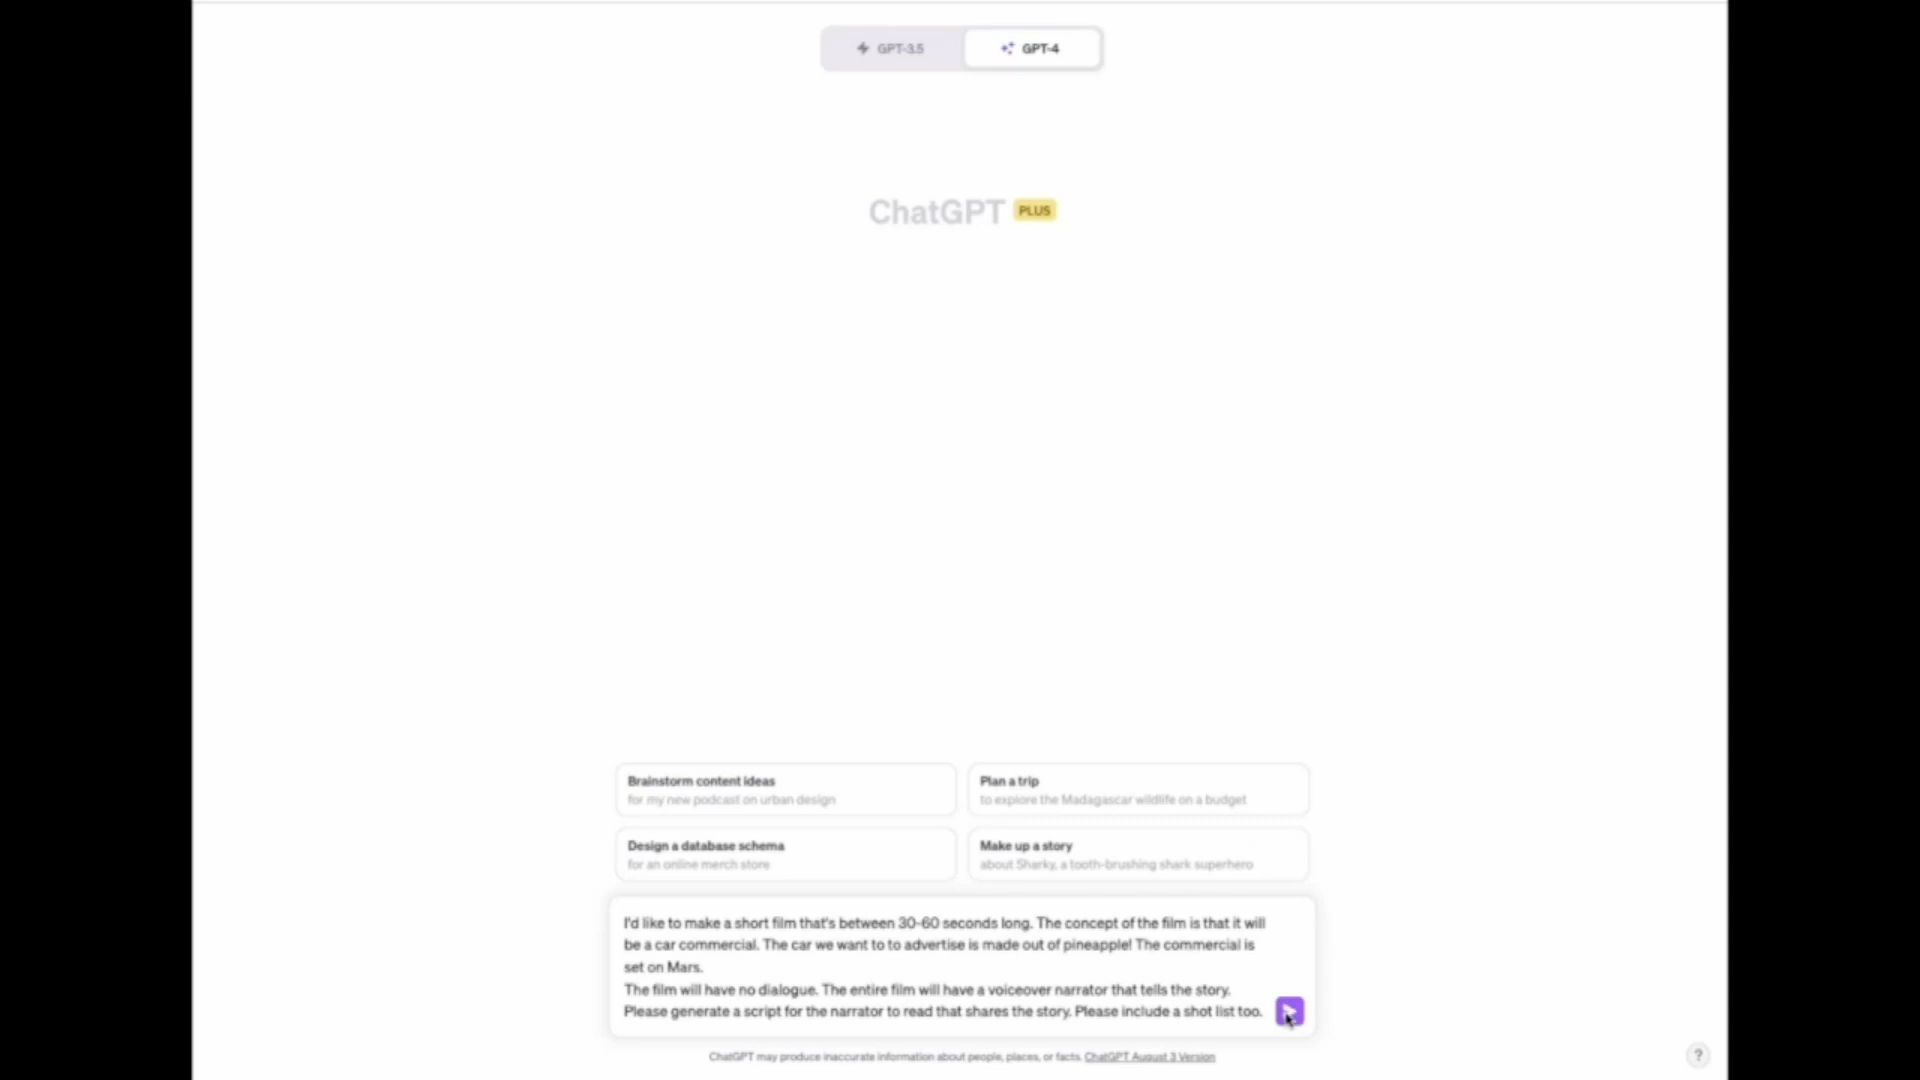 GPT-3.5
GPT-4
ChatGPT PLUS
Brainstorm content ideas
for my new podcast on urban design
Plan a trip
to explore the Madagascar wildlife on a budget
Design a database schema
for an online merch store
Make up a story
about Sharky, a tooth-brushing shark superhero
I'd like to make a short film that's between 30-60 seconds long. The concept of the film is that it will
be a car commercial. The car we want to to advertise is made out of pineapple! The commercial is
set on Mars.
The film will have no dialogue. The entire film will have a voiceover narrator that tells the story.
Please generate a script for the narrator to read that shares the story. Please include a shot list too.
ChatGPT may produce inaccurate information about people, places, or facts. ChatGPT August 3 Version
?